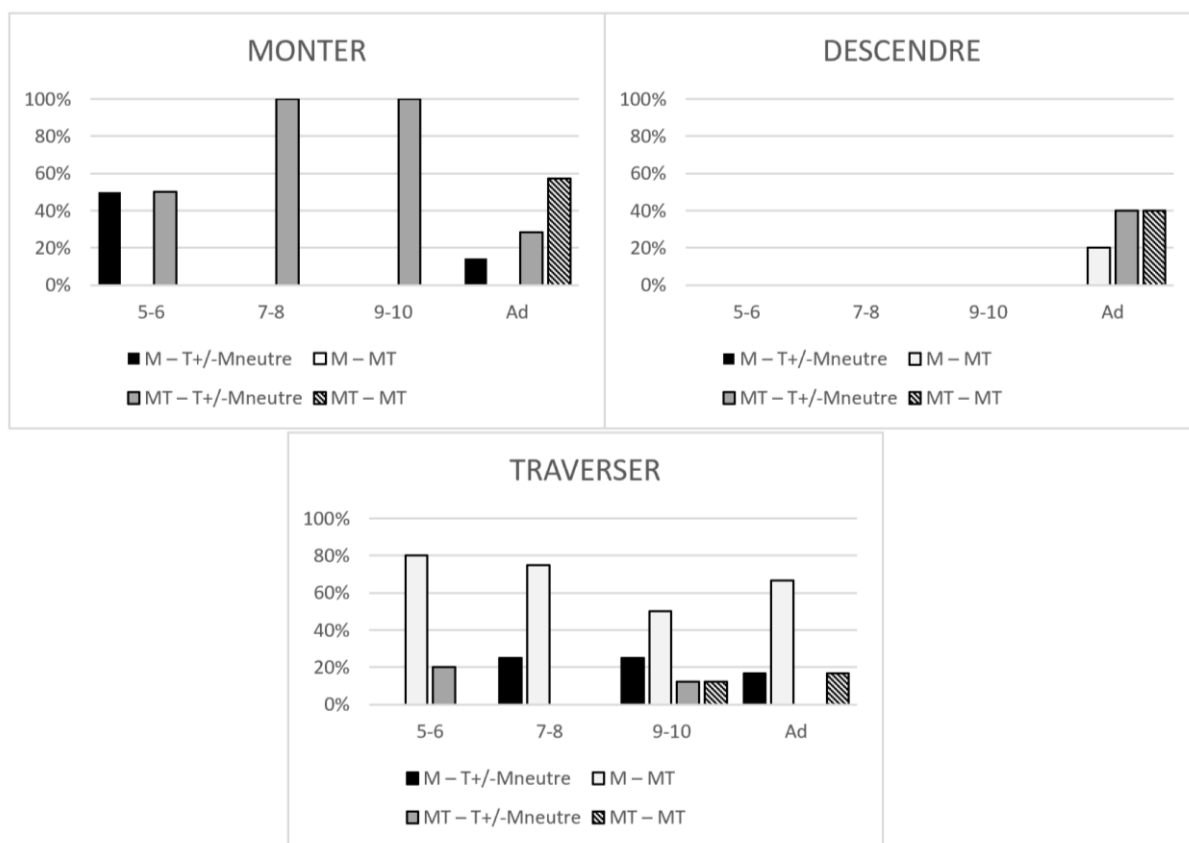 MONTER
100%
80%
60%
40%
20%
0%
5-6 7-8 9-10 Ad
M – T+/-Mneutre M – MT
MT – T+/-Mneutre MT – MT
DESCENDRE
100%
80%
60%
40%
20%
0%
5-6 7-8 9-10 Ad
M – T+/-Mneutre M – MT
MT – T+/-Mneutre MT – MT
TRAVERSER
100%
80%
60%
40%
20%
0%
5-6 7-8 9-10 Ad
M – T+/-Mneutre M – MT
MT – T+/-Mneutre MT – MT